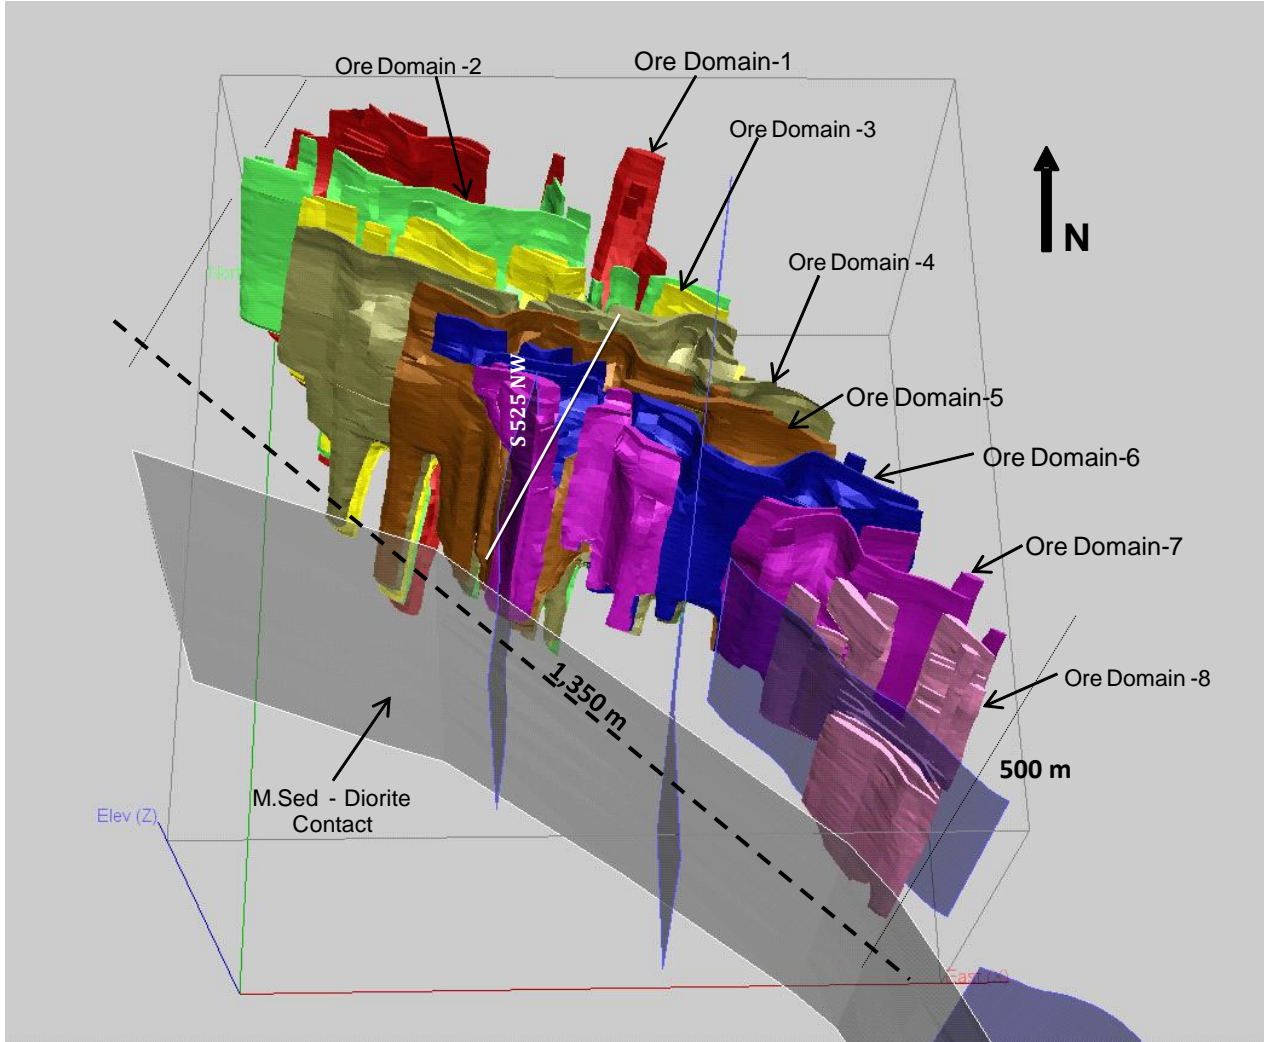 Ore Domain -2
Ore Domain-1
Ore Domain -3
N
Ore Domain -4
Ore Domain-5
S 525 NW
Ore Domain-6
Ore Domain-7
Ore Domain -8
1,350 m
500 m
M.Sed - Diorite
Contact
Elev (Z)